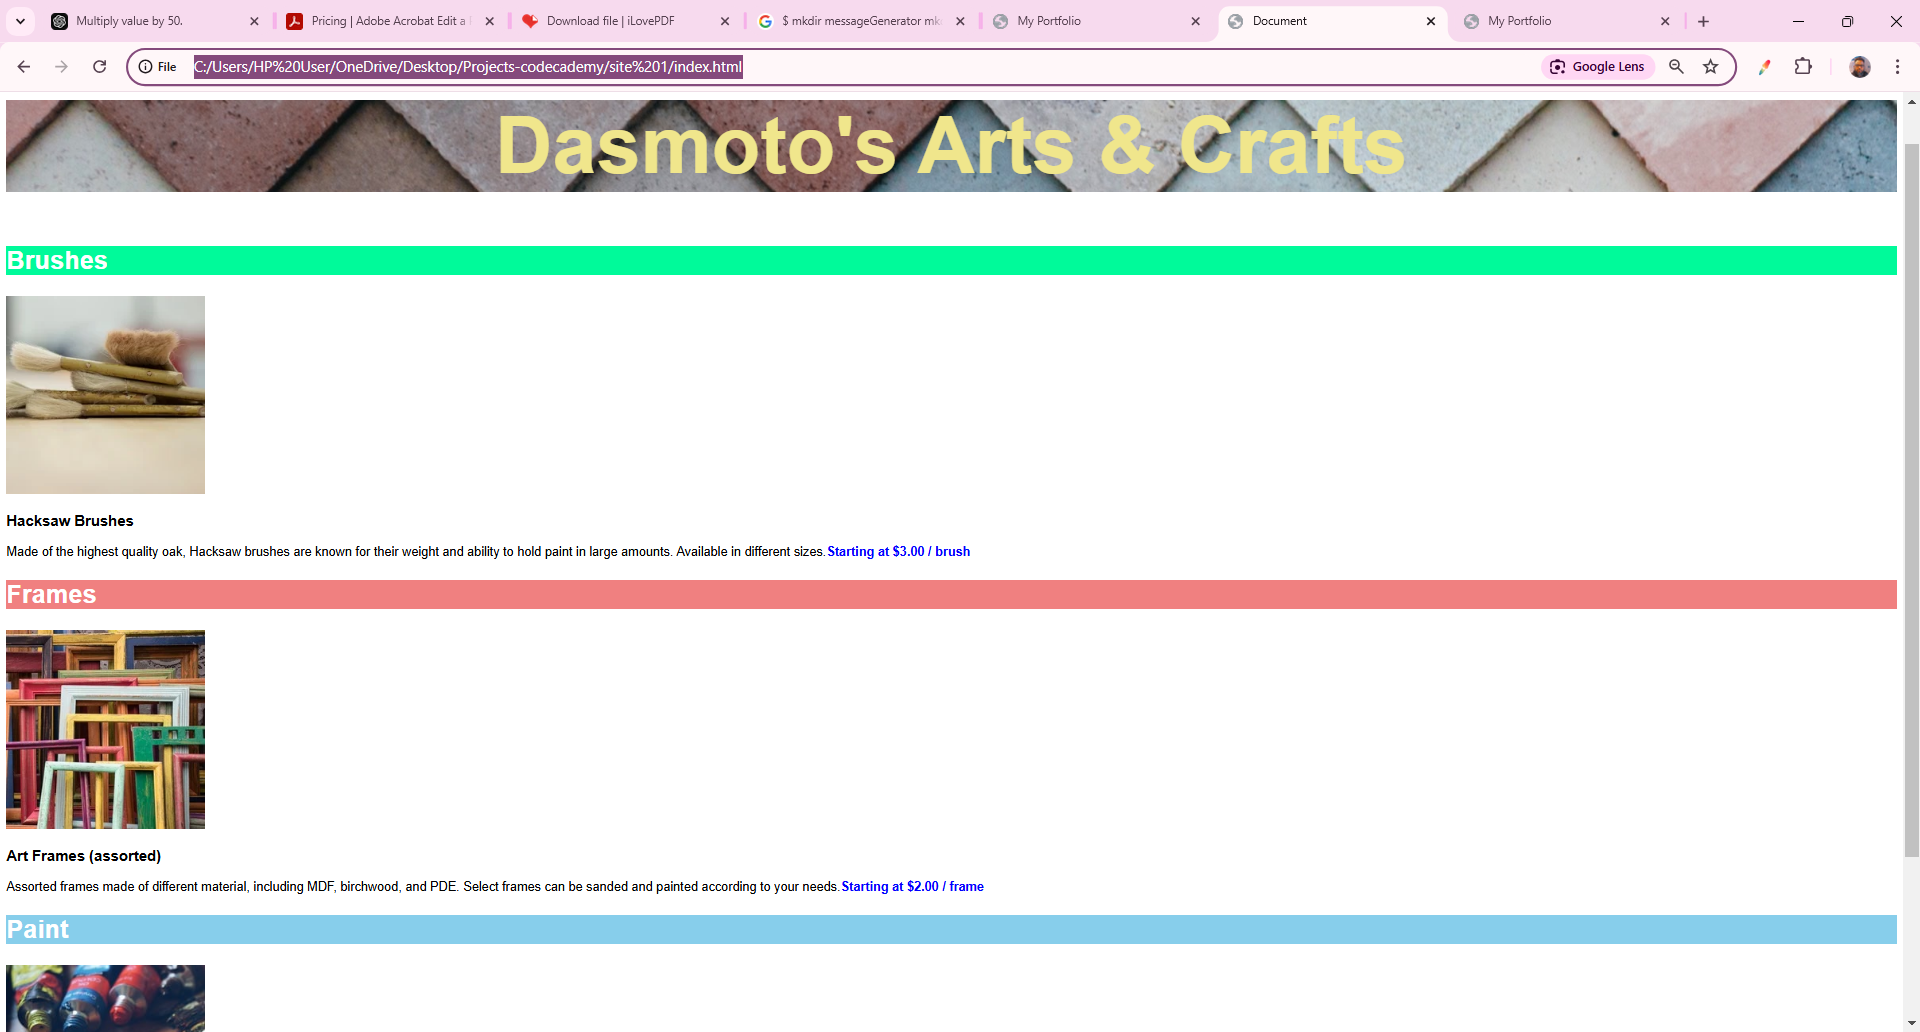 Multiply value by 50.
Pricing | Adobe Acrobat Edit a
Download file | iLovePDF
$ mkdir messageGenerator mk
My Portfolio
Document
My Portfolio
File
C:/Users/HP%20User/OneDrive/Desktop/Projects-codecademy/site%201/index.html
Google Lens
Dasmoto's Arts & Crafts
Brushes
Hacksaw Brushes
Made of the highest quality oak, Hacksaw brushes are known for their weight and ability to hold paint in large amounts. Available in different sizes. Starting at $3.00 / brush
Frames
Art Frames (assorted)
Assorted frames made of different material, including MDF, birchwood, and PDE. Select frames can be sanded and painted according to your needs. Starting at $2.00 / frame
Paint